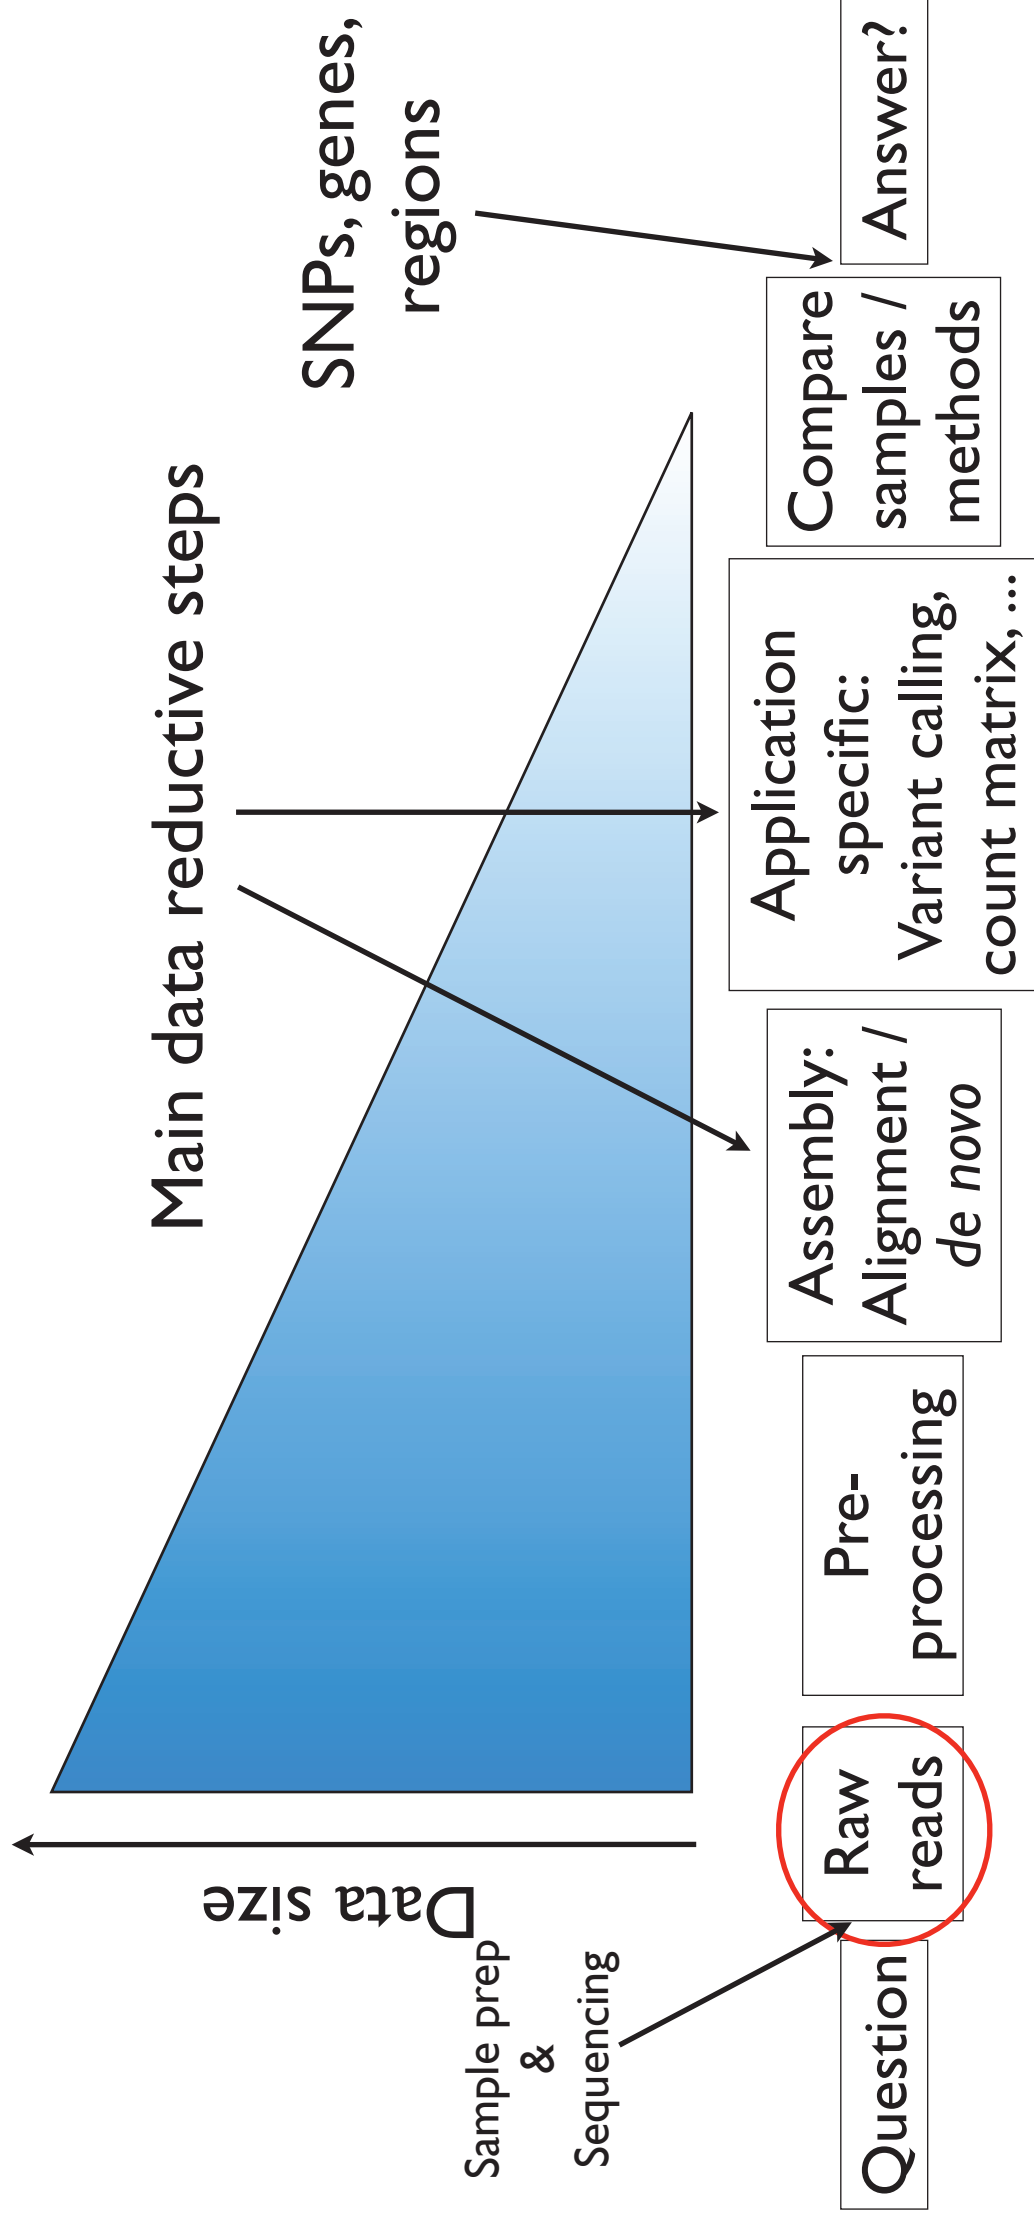 Main data reductive steps
SNPs, genes,
regions
Data size
Sample prep
&
Sequencing
Question
Raw
reads
Pre-
processing
Assembly:
Alignment /
de novo
Application
specific:
Variant calling,
count matrix, ...
Compare
samples /
methods
Answer?